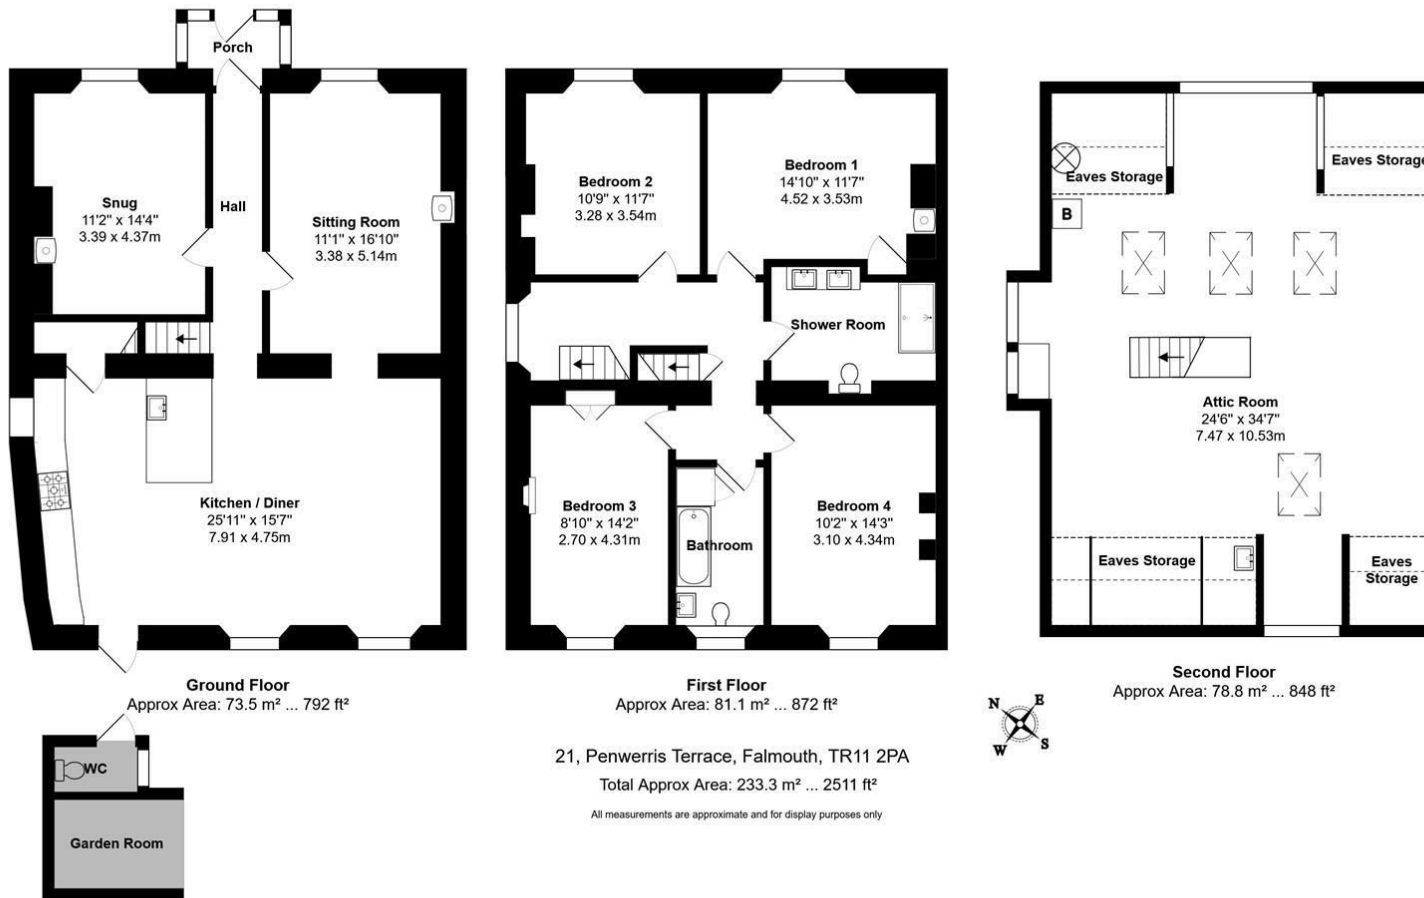 Porch
Snug
11'2" x 14'4"
3.39 x 4.37m
Hall
Sitting Room
11'1" x 16'10"
3.38 x 5.14m
Kitchen / Diner
25'11" x 15'7"
7.91 x 4.75m
Ground Floor
Approx Area: 73.5 m² ... 792 ft²
WC
Garden Room
Bedroom 2
10'9" x 11'7"
3.28 x 3.54m
Bedroom 1
14'10" x 11'7"
4.52 x 3.53m
Shower Room
Bedroom 3
8'10" x 14'2"
2.70 x 4.31m
Bathroom
Bedroom 4
10'2" x 14'3"
3.10 x 4.34m
First Floor
Approx Area: 81.1 m² ... 872 ft²
21, Penwerris Terrace, Falmouth, TR11 2PA
Total Approx Area: 233.3 m² ... 2511 ft²
All measurements are approximate and for display purposes only
Eaves Storage
Eaves Storage
B
Attic Room
24'6" x 34'7"
7.47 x 10.53m
Eaves Storage
Eaves
Storage
Second Floor
Approx Area: 78.8 m² ... 848 ft²
N E
W S